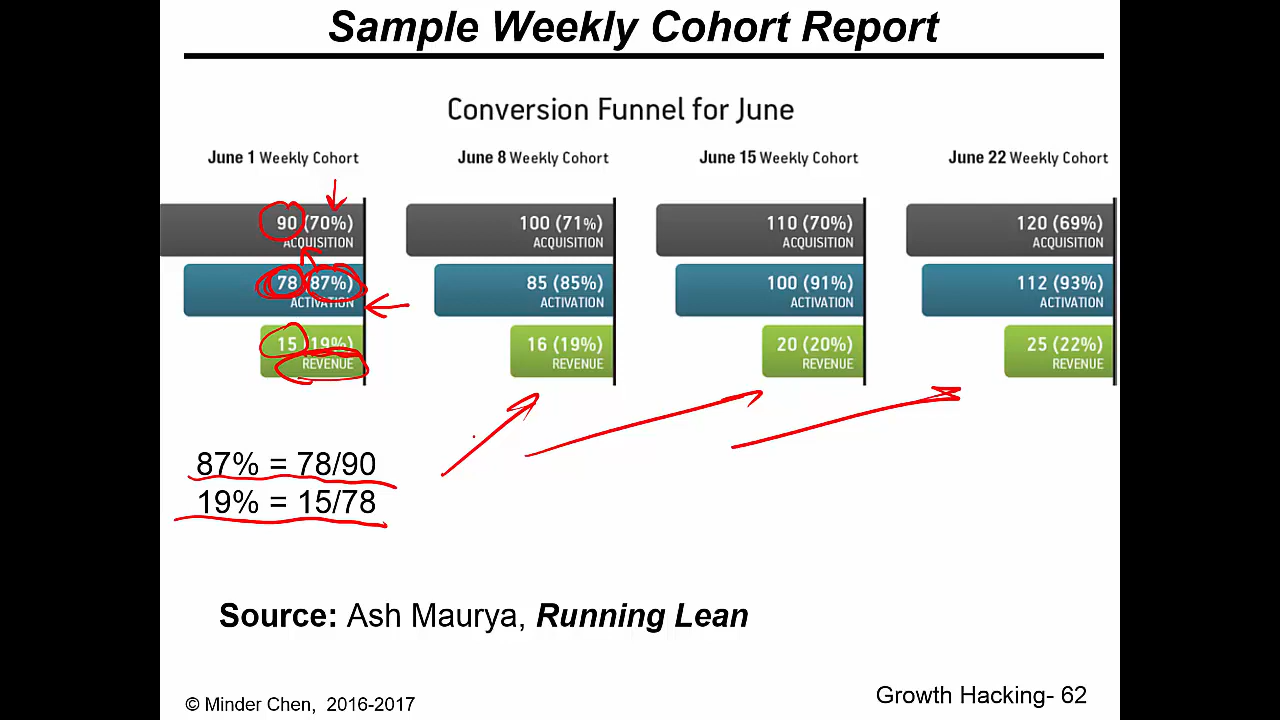 Sample Weekly Cohort Report
Conversion Funnel for June
June 1 Weekly Cohort
90 (70%)
ACQUISITION
78 (87%)
ACTIVATION
15 (19%)
REVENUE
June 8 Weekly Cohort
100 (71%)
ACQUISITION
85 (85%)
ACTIVATION
16 (19%)
REVENUE
June 15 Weekly Cohort
110 (70%)
ACQUISITION
100 (91%)
ACTIVATION
20 (20%)
REVENUE
June 22 Weekly Cohort
120 (69%)
ACQUISITION
112 (93%)
ACTIVATION
25 (22%)
REVENUE
87% = 78/90
19% = 15/78
Source: Ash Maurya, Running Lean
© Minder Chen, 2016-2017
Growth Hacking- 62